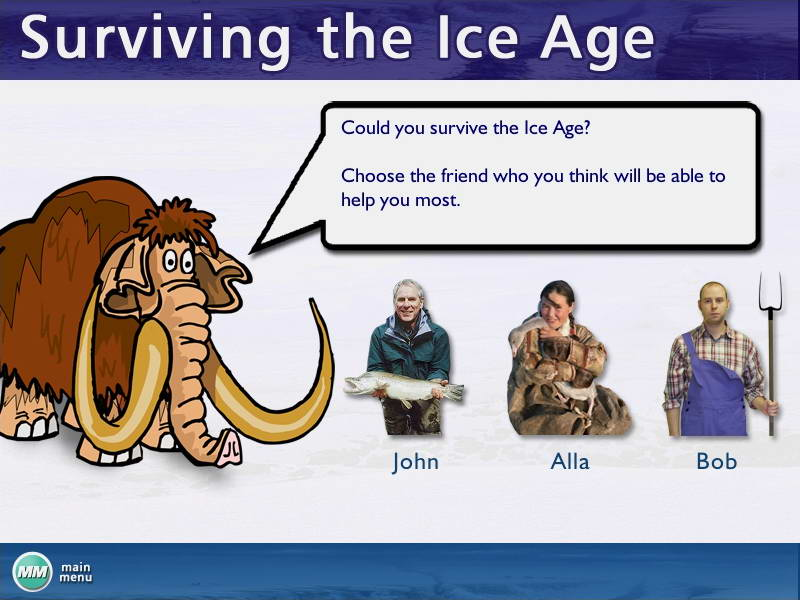 Surviving the Ice Age
Could you survive the Ice Age?
Choose the friend who you think will be able to
help you most.
John
Alla
Bob
MM
main
menu